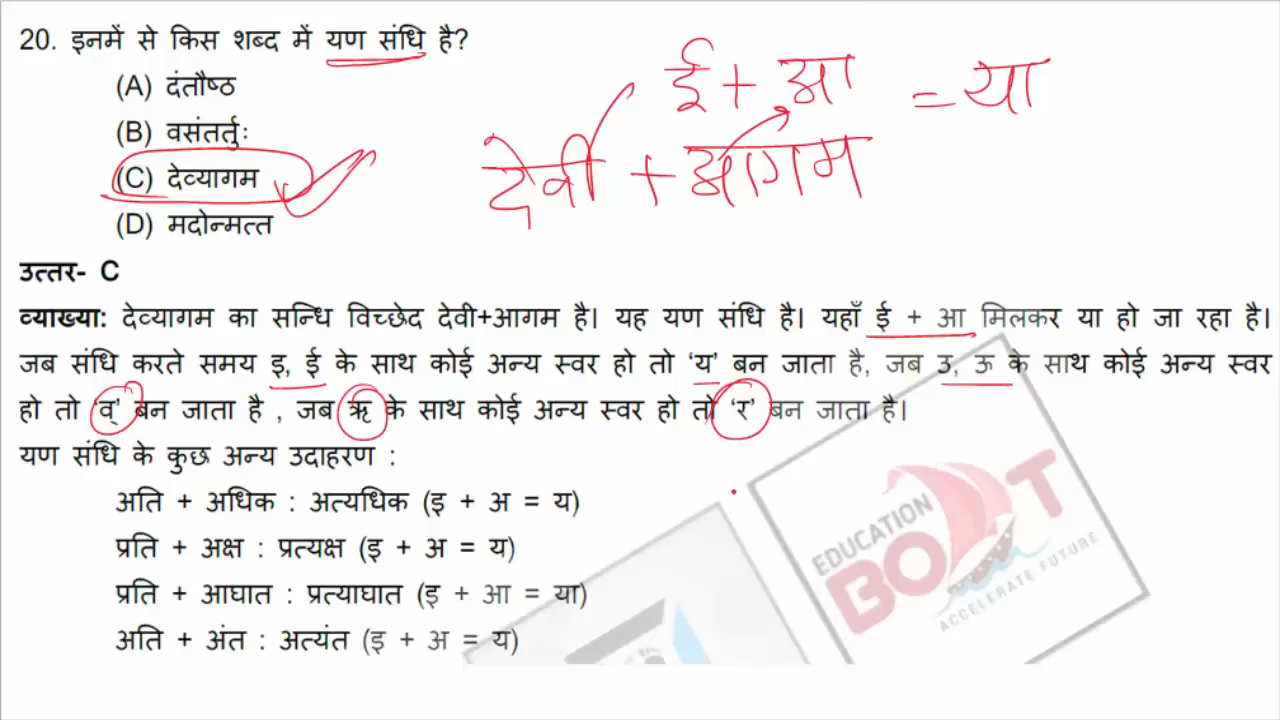 20. इनमें से किस शब्द में यण संधि है?
(A) दंतौष्ठ
(B) वसंतर्तुः
(C) देव्यागम
(D) मदोन्मत्त
ई + आ = या
देवी + आगम
उत्तर- C
व्याख्या: देव्यागम का सन्धि विच्छेद देवी+आगम है। यह यण संधि है। यहाँ ई + आ मिलकर या हो जा रहा है।
जब संधि करते समय इ, ई के साथ कोई अन्य स्वर हो तो ‘य’ बन जाता है, जब उ, ऊ के साथ कोई अन्य स्वर
हो तो ‘व्’ बन जाता है , जब ऋ के साथ कोई अन्य स्वर हो तो ‘र’ बन जाता है।
यण संधि के कुछ अन्य उदाहरण :
अति + अधिक : अत्यधिक (इ + अ = य)
प्रति + अक्ष : प्रत्यक्ष (इ + अ = य)
प्रति + आघात : प्रत्याघात (इ + आ = या)
अति + अंत : अत्यंत (इ + अ = य)
EDUCATION
BOAT
ACCELERATE FUTURE